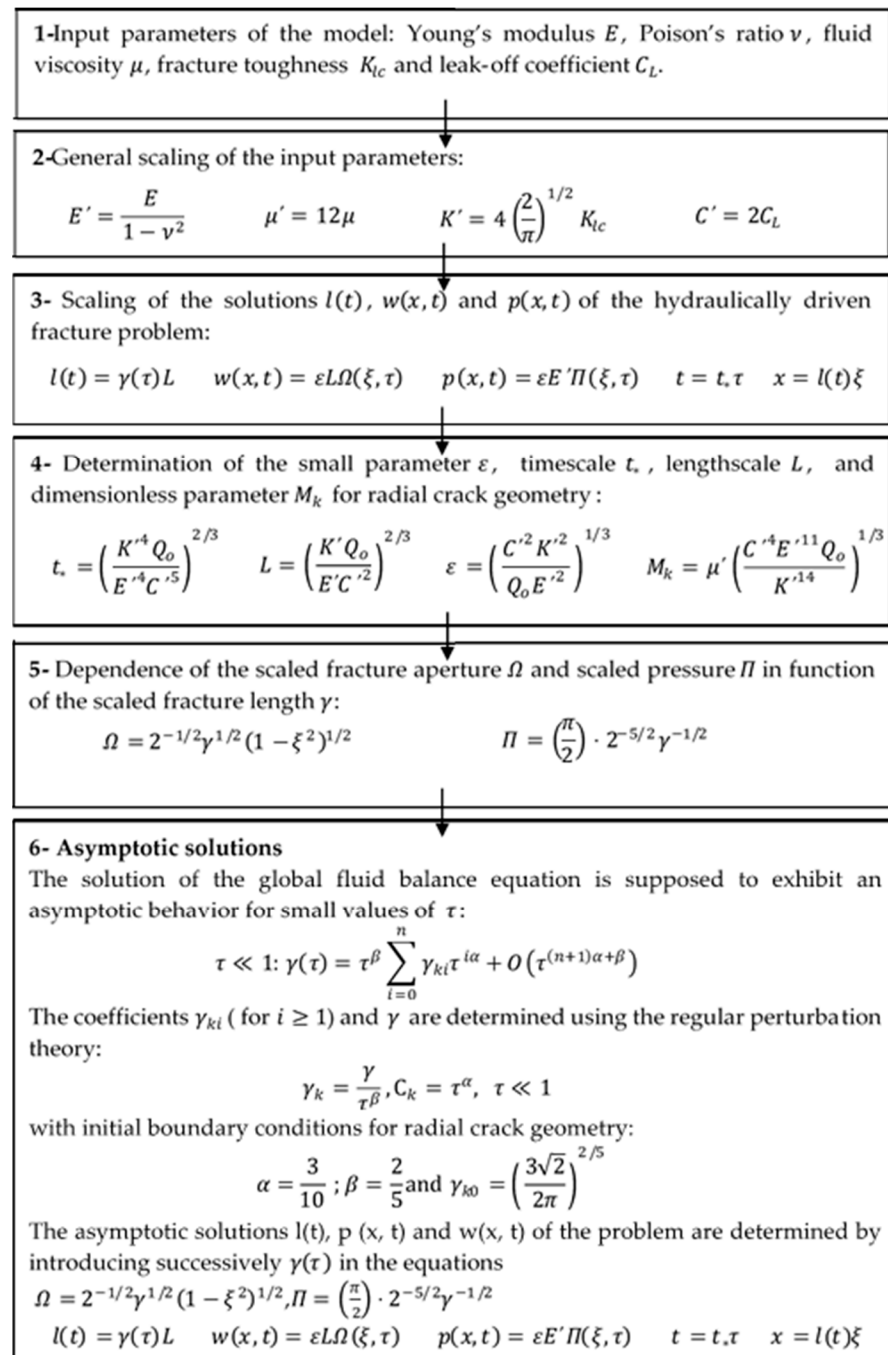 1-Input parameters of the model: Young's modulus E, Poison's ratio ν, fluid
viscosity μ, fracture toughness K_lc and leak-off coefficient C_L.
2-General scaling of the input parameters:
E′ = E / (1 − ν²)    μ′ = 12μ    K′ = 4 (2/π)^{1/2} K_lc    C′ = 2C_L
3- Scaling of the solutions l(t), w(x,t) and p(x,t) of the hydraulically driven
fracture problem:
l(t) = γ(τ)L    w(x,t) = εLΩ(ξ,τ)    p(x,t) = εE′Π(ξ,τ)    t = t*τ    x = l(t)ξ
4- Determination of the small parameter ε, timescale t*, lengthscale L, and
dimensionless parameter M_k for radial crack geometry:
t* = (K′⁴Q_o / E′⁴C′⁵)^{2/3}    L = (K′Q_o / E′C′²)^{2/3}    ε = (C′²K′² / Q_oE′²)^{1/3}    M_k = μ′ (C′⁴E′¹¹Q_o / K′¹⁴)^{1/3}
5- Dependence of the scaled fracture aperture Ω and scaled pressure Π in function
of the scaled fracture length γ:
Ω = 2^{−1/2}γ^{1/2}(1 − ξ²)^{1/2}    Π = (π/2) · 2^{−5/2}γ^{−1/2}
6- Asymptotic solutions
The solution of the global fluid balance equation is supposed to exhibit an
asymptotic behavior for small values of τ:
τ ≪ 1: γ(τ) = τ^β ∑_{i=0}^{n} γ_ki τ^{iα} + O(τ^{(n+1)α+β})
The coefficients γ_ki ( for i ≥ 1) and γ are determined using the regular perturbation
theory:
γ_k = γ / τ^β, C_k = τ^α, τ ≪ 1
with initial boundary conditions for radial crack geometry:
α = 3/10 ; β = 2/5 and γ_k0 = (3√2 / 2π)^{2/5}
The asymptotic solutions l(t), p (x, t) and w(x, t) of the problem are determined by
introducing successively γ(τ) in the equations
Ω = 2^{−1/2}γ^{1/2}(1 − ξ²)^{1/2}, Π = (π/2) · 2^{−5/2}γ^{−1/2}
l(t) = γ(τ)L    w(x,t) = εLΩ(ξ,τ)    p(x,t) = εE′Π(ξ,τ)    t = t*τ    x = l(t)ξ